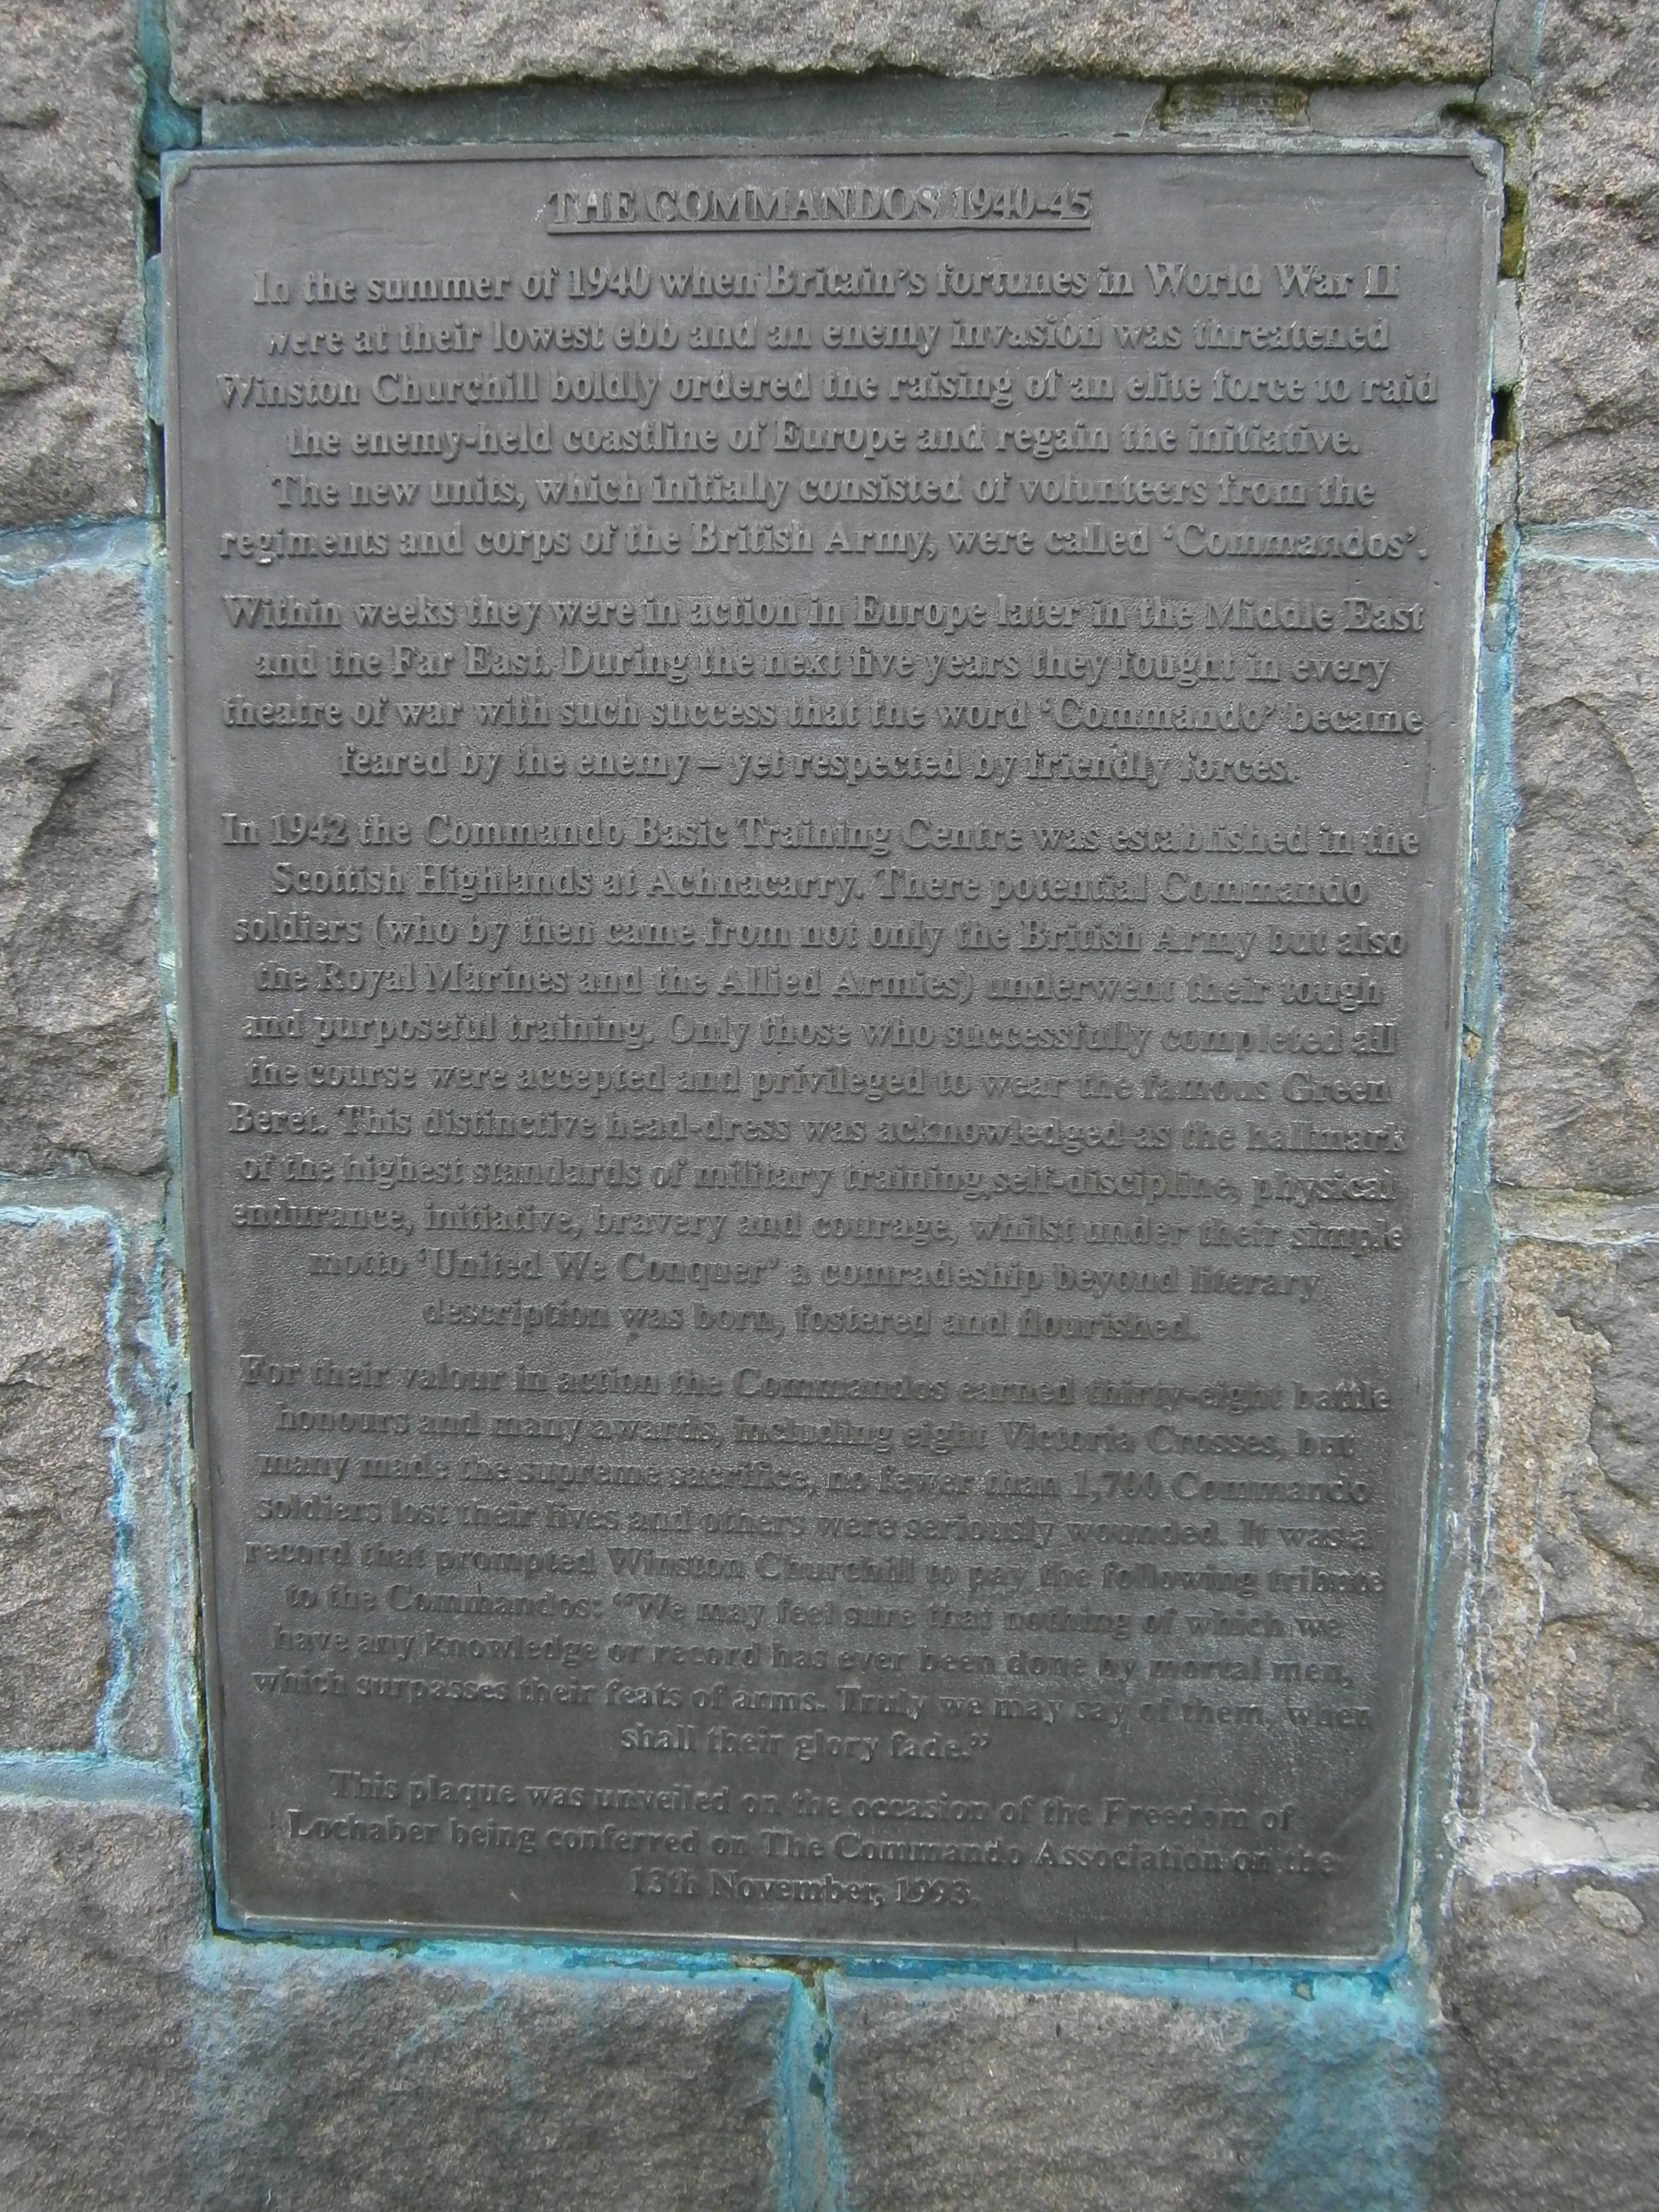 THE COMMANDOS 1940-45
In the summer of 1940 when Britain's fortunes in World War II
were at their lowest ebb and an enemy invasion was threatened
Winston Churchill boldly ordered the raising of an elite force to raid
the enemy-held coastline of Europe and regain the initiative.
The new units, which initially consisted of volunteers from the
regiments and corps of the British Army, were called 'Commandos'.
Within weeks they were in action in Europe later in the Middle East
and the Far East. During the next five years they fought in every
theatre of war with such success that the word 'Commando' became
feared by the enemy – yet respected by friendly forces.
In 1942 the Commando Basic Training Centre was established in the
Scottish Highlands at Achnacarry. There potential Commando
soldiers (who by then came from not only the British Army but also
the Royal Marines and the Allied Armies) underwent their tough
and purposeful training. Only those who successfully completed all
the course were accepted and privileged to wear the famous Green
Beret. This distinctive head-dress was acknowledged as the hallmark
of the highest standards of military training, self-discipline, physical
endurance, initiative, bravery and courage, whilst under their simple
motto 'United We Conquer' a comradeship beyond literary
description was born, fostered and flourished.
For their valour in action the Commandos earned thirty-eight battle
honours and many awards, including eight Victoria Crosses, but
many made the supreme sacrifice, no fewer than 1,700 Commando
soldiers lost their lives and others were seriously wounded. It was a
record that prompted Winston Churchill to pay the following tribute
to the Commandos: "We may feel sure that nothing of which we
have any knowledge or record has ever been done by mortal men,
which surpasses their feats of arms. Truly we may say of them, when
shall their glory fade."
This plaque was unveiled on the occasion of the Freedom of
Lochaber being conferred on The Commando Association on the
13th November, 1993.